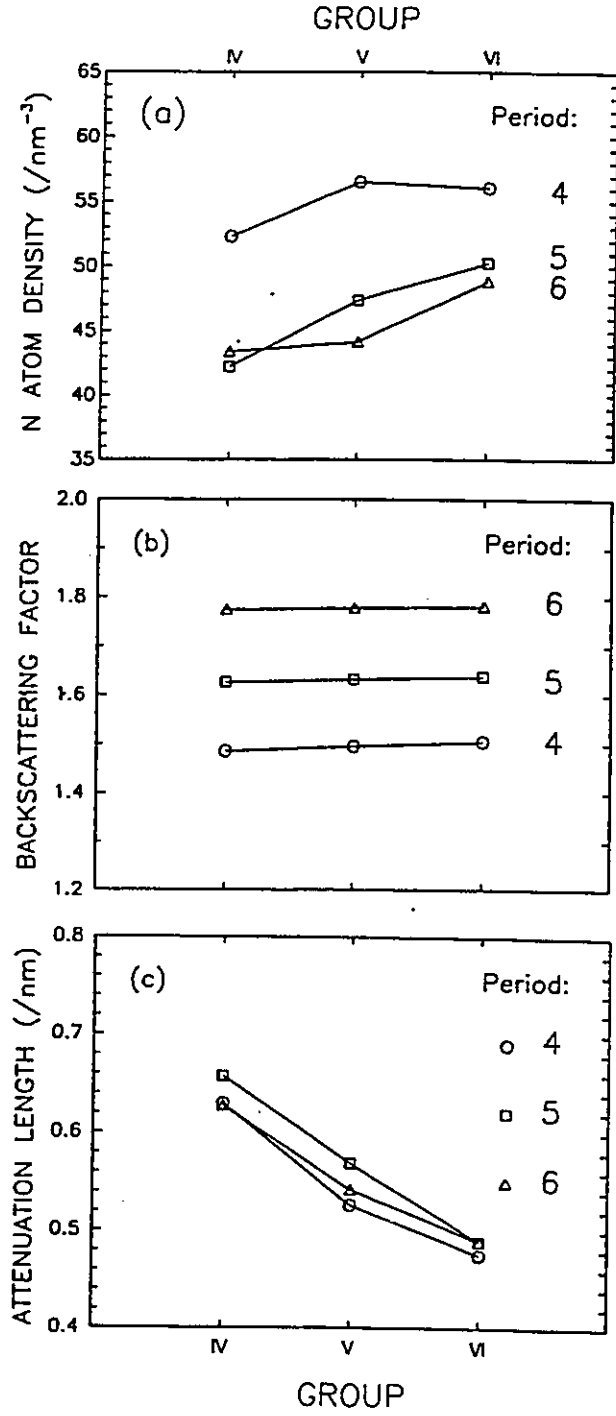 GROUP
IV V VI
65
60
55
50
45
40
35
N ATOM DENSITY (/nm⁻³)
(a)
Period:
4
5
6
2.0
1.8
1.6
1.4
1.2
BACKSCATTERING FACTOR
(b)
Period:
6
5
4
0.8
0.7
0.6
0.5
0.4
ATTENUATION LENGTH (/nm)
(c)
Period:
4
5
6
IV V VI
GROUP